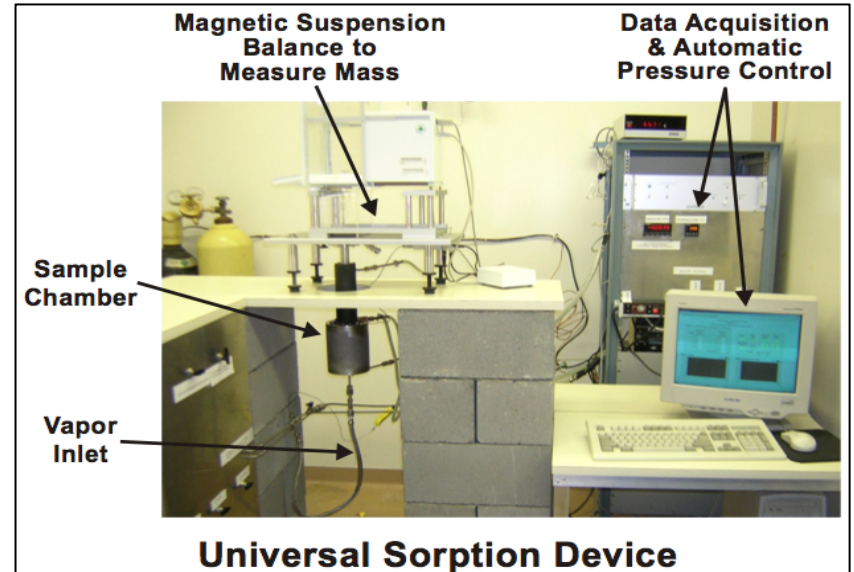 Magnetic Suspension
Balance to
Measure Mass
Data Acquisition
& Automatic
Pressure Control
Sample
Chamber
Vapor
Inlet
Universal Sorption Device